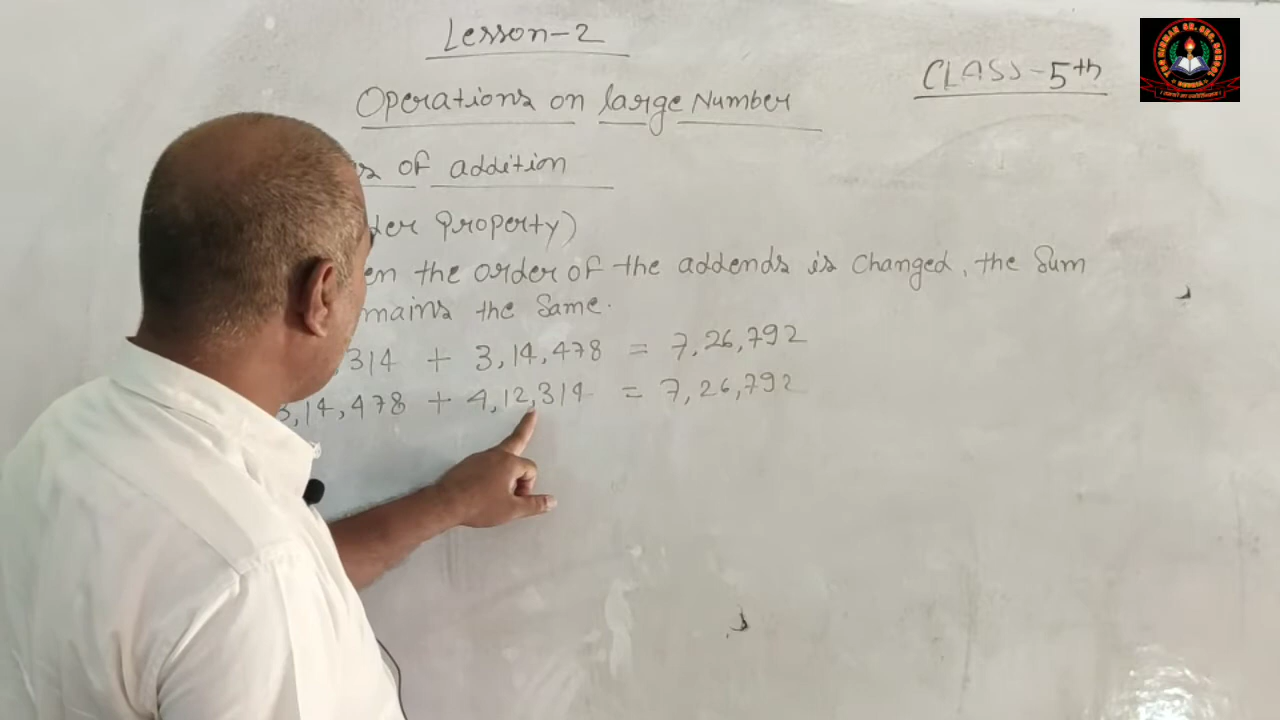 Lesson-2
CLASS-5th
Operations on large Number
of addition
Property)
the order of the addends is changed, the Sum
the Same.
314 + 3,14,478 = 7,26,792
3,14,478 + 4,12,314 = 7,26,792